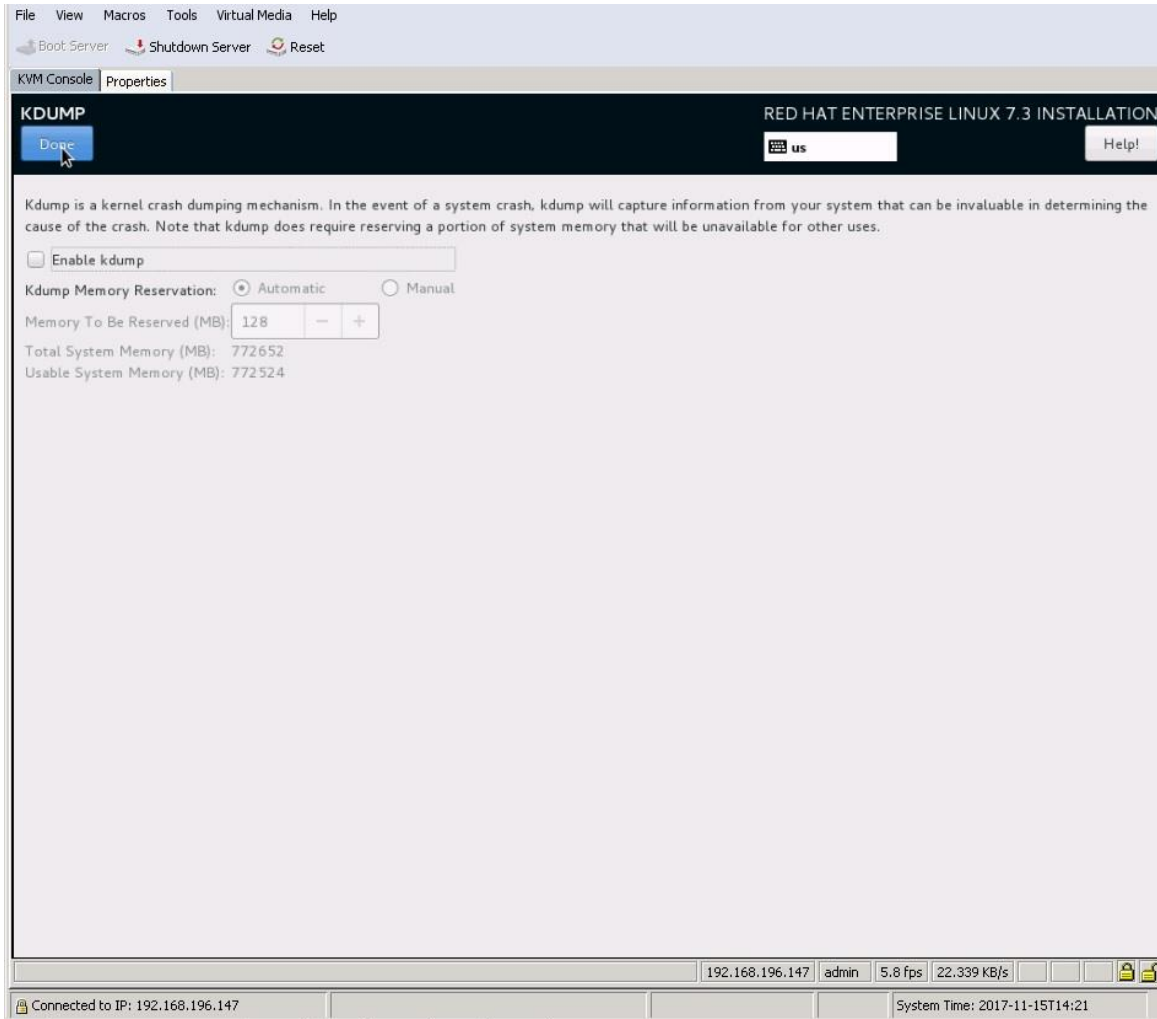 File View Macros Tools Virtual Media Help
Boot Server Shutdown Server Reset
KVM Console Properties
KDUMP RED HAT ENTERPRISE LINUX 7.3 INSTALLATION
Done us Help!
Kdump is a kernel crash dumping mechanism. In the event of a system crash, kdump will capture information from your system that can be invaluable in determining the
cause of the crash. Note that kdump does require reserving a portion of system memory that will be unavailable for other uses.
Enable kdump
Kdump Memory Reservation: Automatic Manual
Memory To Be Reserved (MB): 128 - +
Total System Memory (MB): 772652
Usable System Memory (MB): 772524
192.168.196.147 admin 5.8 fps 22.339 KB/s
Connected to IP: 192.168.196.147 System Time: 2017-11-15T14:21